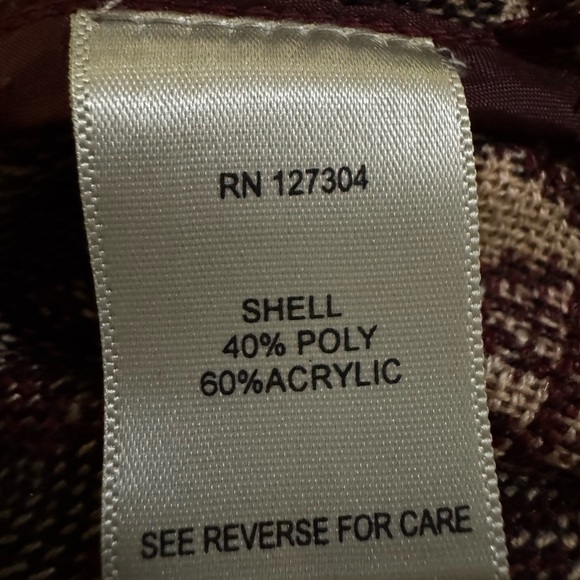 RN 127304
SHELL
40% POLY
60%ACRYLIC
SEE REVERSE FOR CARE